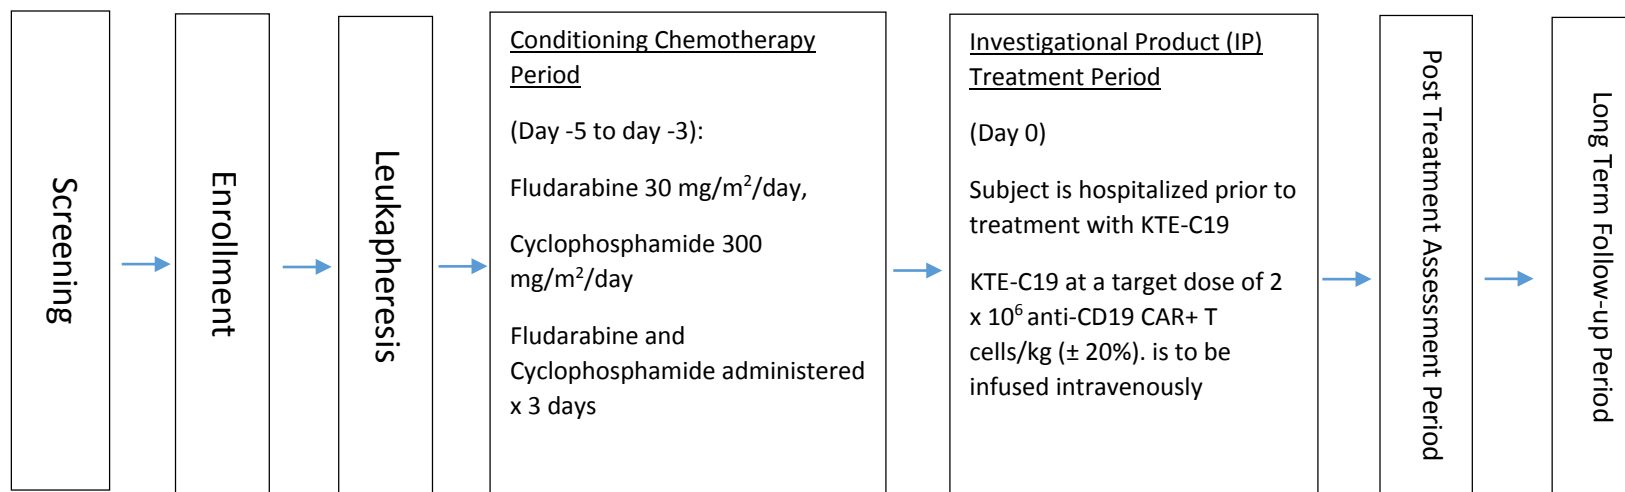 Screening
Enrollment
Leukapheresis
Conditioning Chemotherapy
Period
(Day -5 to day -3):
Fludarabine 30 mg/m²/day,
Cyclophosphamide 300
mg/m²/day
Fludarabine and
Cyclophosphamide administered
x 3 days
Investigational Product (IP)
Treatment Period
(Day 0)
Subject is hospitalized prior to
treatment with KTE-C19
KTE-C19 at a target dose of 2
x 10⁶ anti-CD19 CAR+ T
cells/kg (± 20%). is to be
infused intravenously
Post Treatment Assessment Period
Long Term Follow-up Period